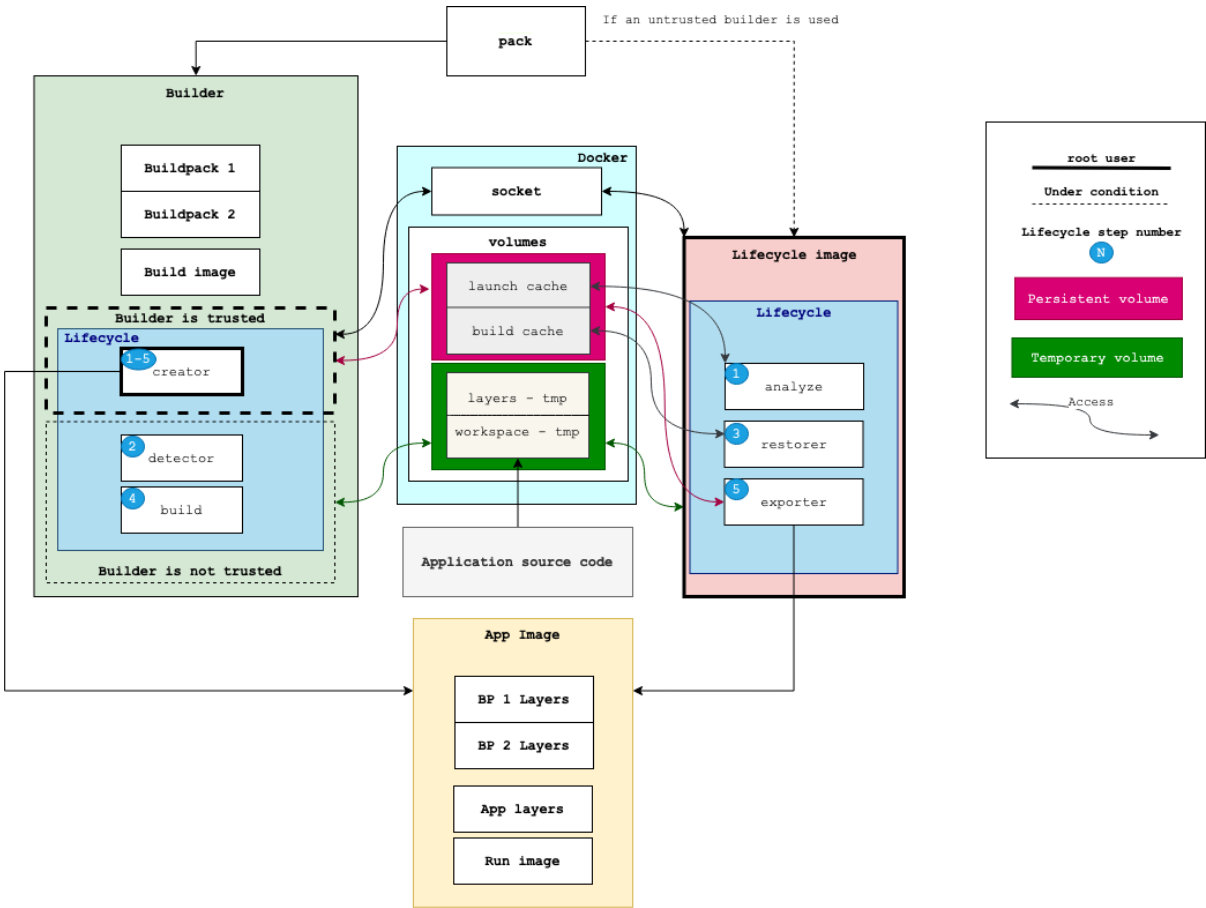 If an untrusted builder is used
pack
Builder
Buildpack 1
Buildpack 2
Build image
Builder is trusted
Lifecycle
1-5
creator
2
detector
4
build
Builder is not trusted
Docker
socket
volumes
launch cache
build cache
layers - tmp
workspace - tmp
Application source code
Lifecycle image
Lifecycle
1
analyze
3
restorer
5
exporter
App Image
BP 1 Layers
BP 2 Layers
App layers
Run image
root user
Under condition
Lifecycle step number
N
Persistent volume
Temporary volume
Access